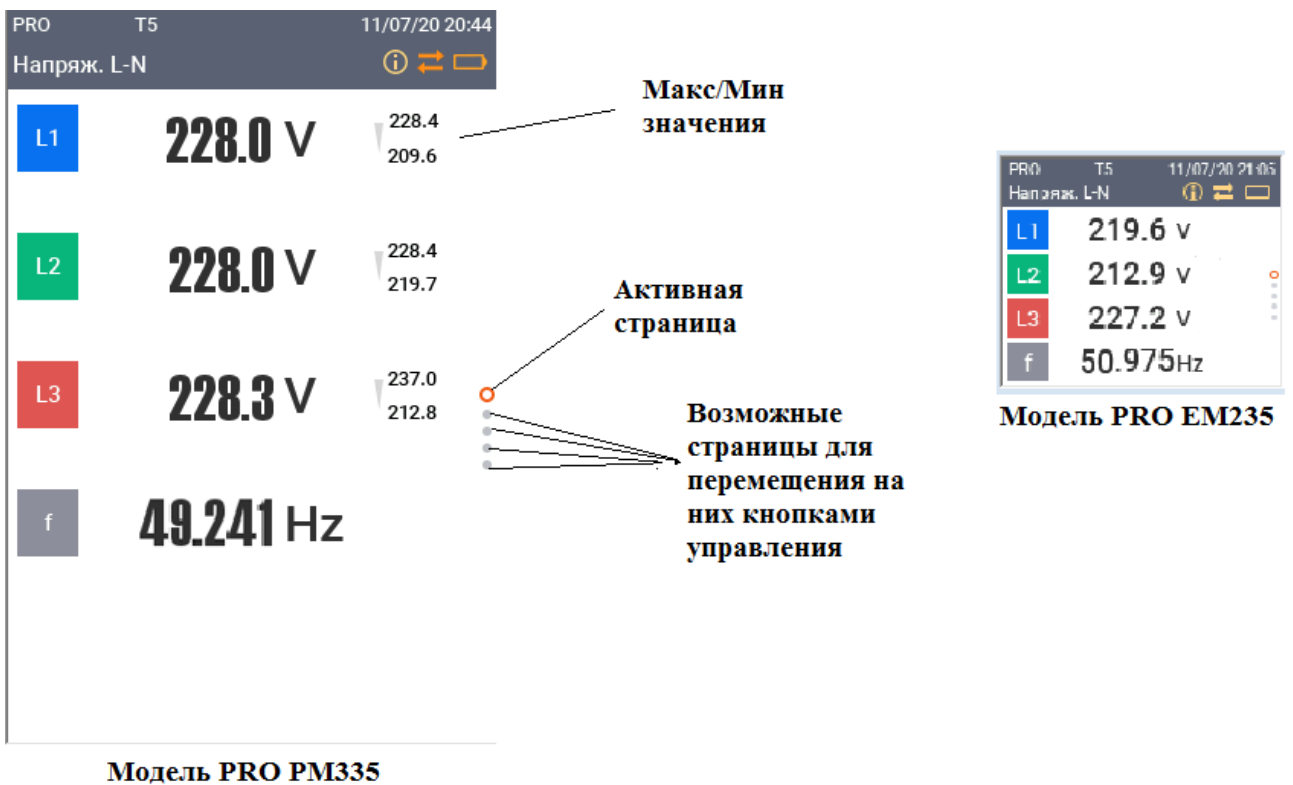 PRO T5 11/07/20 20:44
Напряж. L-N
L1 228.0 V 228.4
209.6
L2 228.0 V 228.4
219.7
L3 228.3 V 237.0
212.8
f 49.241 Hz
Модель PRO PM335
Макс/Мин
значения
Активная
страница
Возможные
страницы для
перемещения на
них кнопками
управления
PRO T5 11/07/20 21:05
Напряж. L-N
L1 219.6 V
L2 212.9 V
L3 227.2 V
f 50.975Hz
Модель PRO EM235